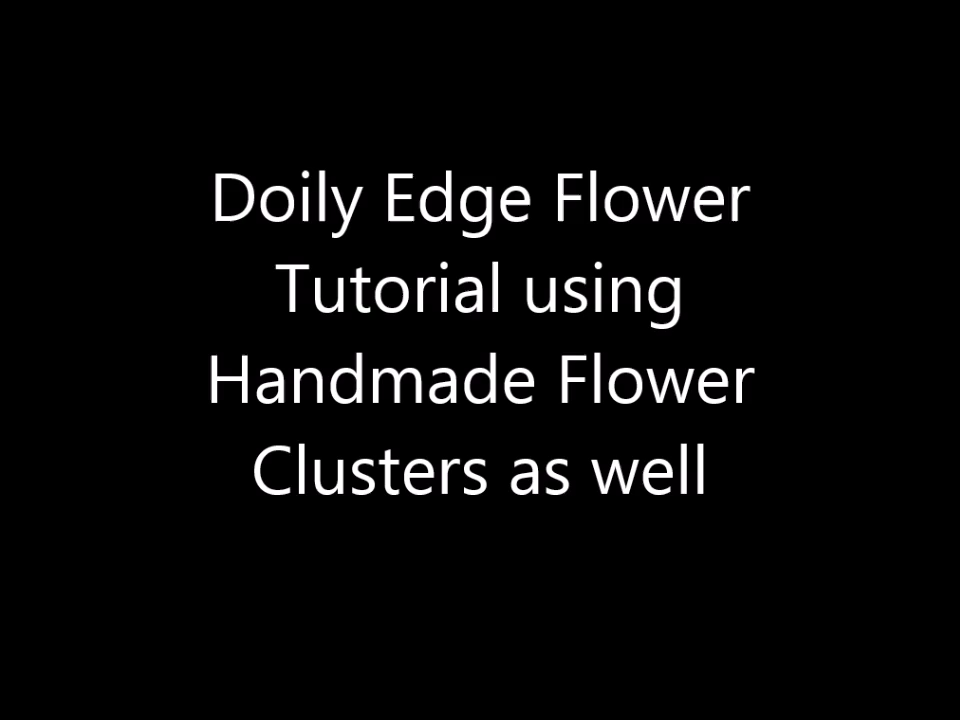 Doily Edge Flower
Tutorial using
Handmade Flower
Clusters as well